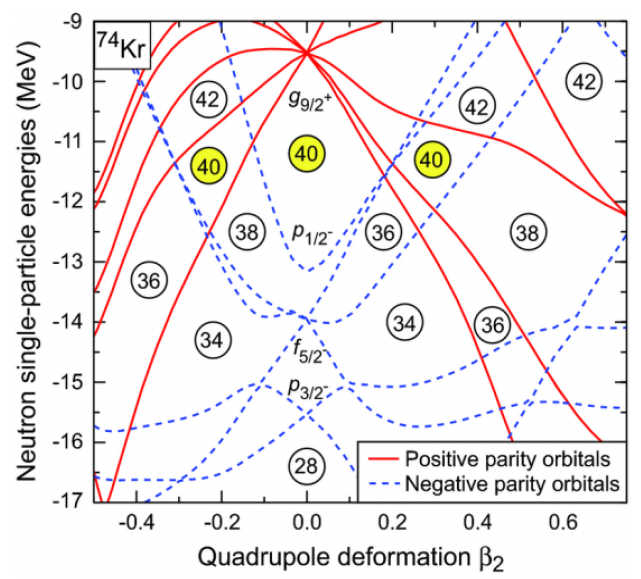 -9
-10
-11
-12
-13
-14
-15
-16
-17
Neutron single-particle energies (MeV)
⁷⁴Kr
42 42 42
g₉/₂⁺
40 40 40
38 p₁/₂⁻ 36 38
36
34 34 36
f₅/₂⁻
p₃/₂⁻
28
Positive parity orbitals
Negative parity orbitals
-0.4 -0.2 0.0 0.2 0.4 0.6
Quadrupole deformation β₂